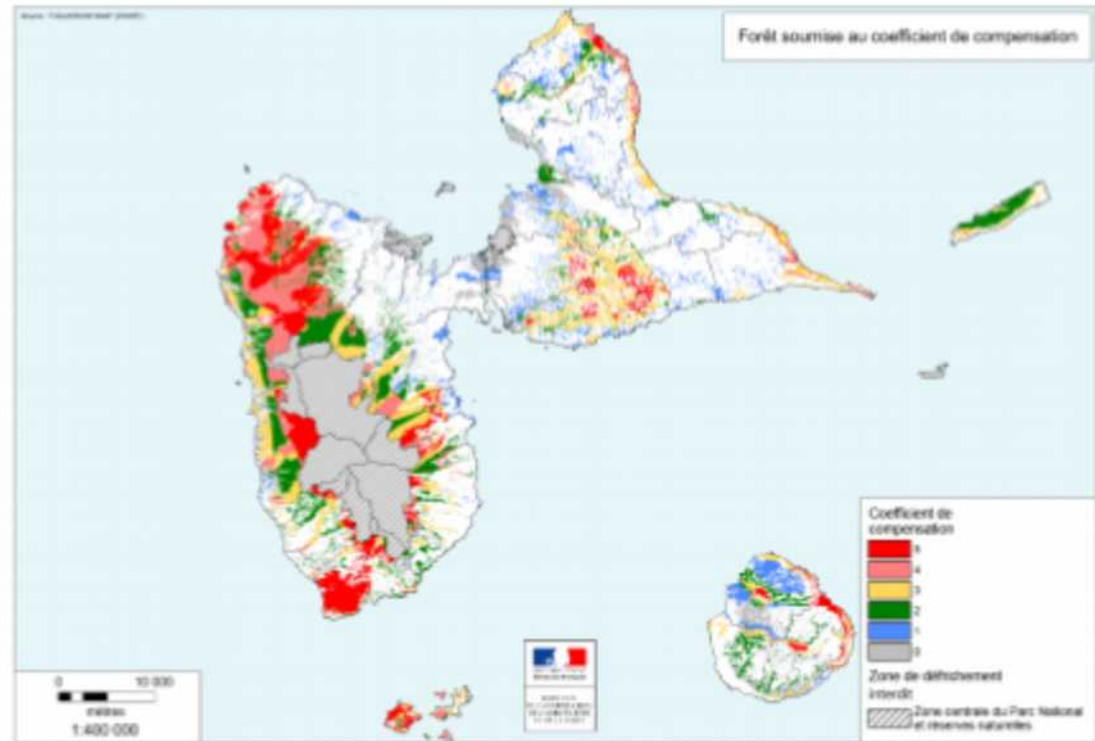 Forêt soumise au coefficient de compensation
Coefficient de
compensation
5
4
3
2
1
0
Zone de défrichement
interdit
Zone centrale du Parc National
et réserves naturelles
0 10 000
mètres
1:400 000